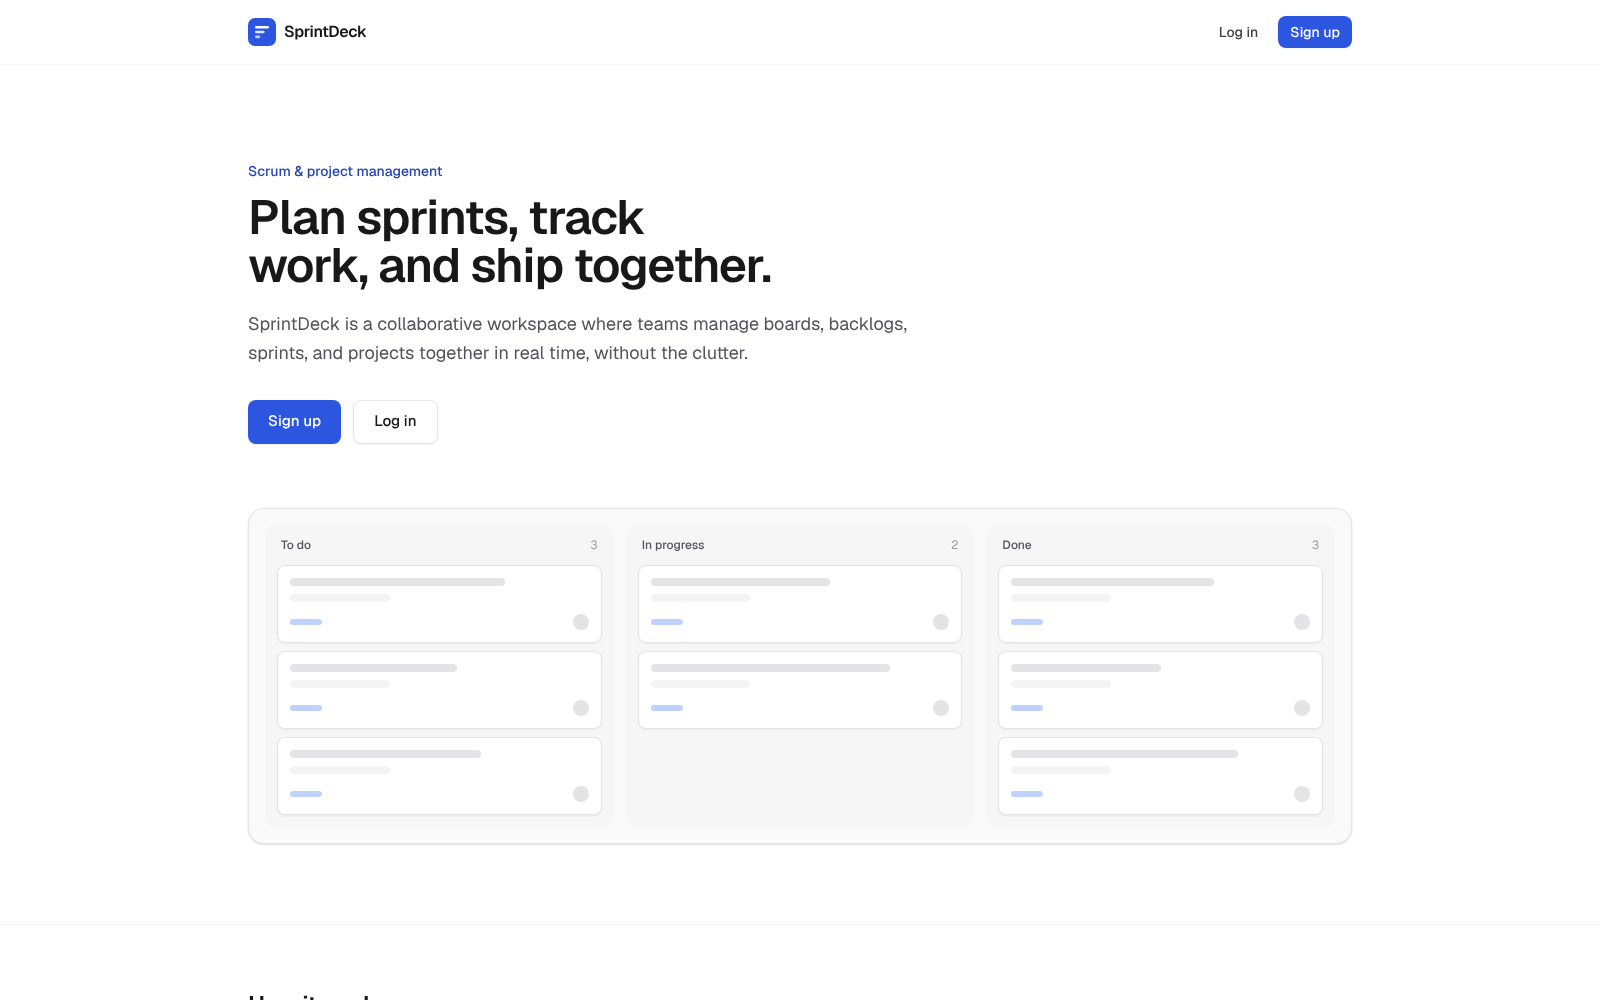 SprintDeck
Log in
Sign up
Scrum & project management
Plan sprints, track
work, and ship together.
SprintDeck is a collaborative workspace where teams manage boards, backlogs,
sprints, and projects together in real time, without the clutter.
Sign up
Log in
To do
3
In progress
2
Done
3